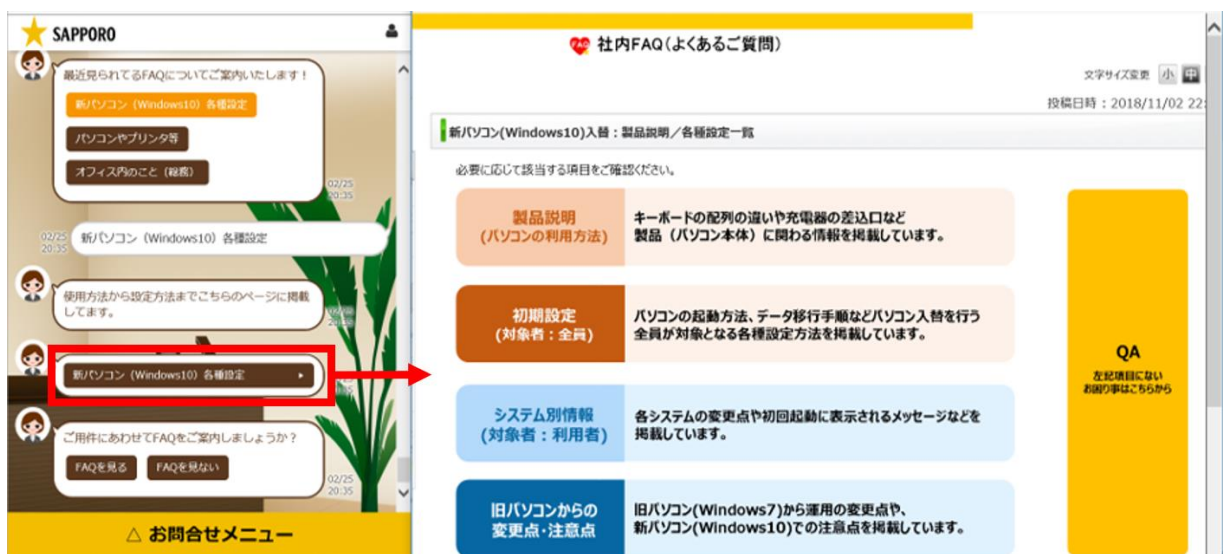 SAPPORO
最近見られてるFAQについてご案内いたします!
新パソコン(Windows10)各種設定
パソコンやプリンタ等
オフィス内のこと(総務)
02/25
20:35
02/25
20:35
新パソコン(Windows10)各種設定
使用方法から設定方法までこちらのページに掲載
してます。
新パソコン(Windows10)各種設定
ご用件にあわせてFAQをご案内しましょうか?
FAQを見る
FAQを見ない
02/25
20:35
△ お問合せメニュー
FAQ 社内FAQ(よくあるご質問)
文字サイズ変更 小 中
投稿日時:2018/11/02 22:
新パソコン(Windows10)入替:製品説明/各種設定一覧
必要に応じて該当する項目をご確認ください。
製品説明
(パソコンの利用方法)
キーボードの配列の違いや充電器の差込口など
製品(パソコン本体)に関わる情報を掲載しています。
初期設定
(対象者:全員)
パソコンの起動方法、データ移行手順などパソコン入替を行う
全員が対象となる各種設定方法を掲載しています。
システム別情報
(対象者:利用者)
各システムの変更点や初回起動に表示されるメッセージなどを
掲載しています。
旧パソコンからの
変更点・注意点
旧パソコン(Windows7)から運用の変更点や、
新パソコン(Windows10)での注意点を掲載しています。
QA
左記項目にない
お困り事はこちらから